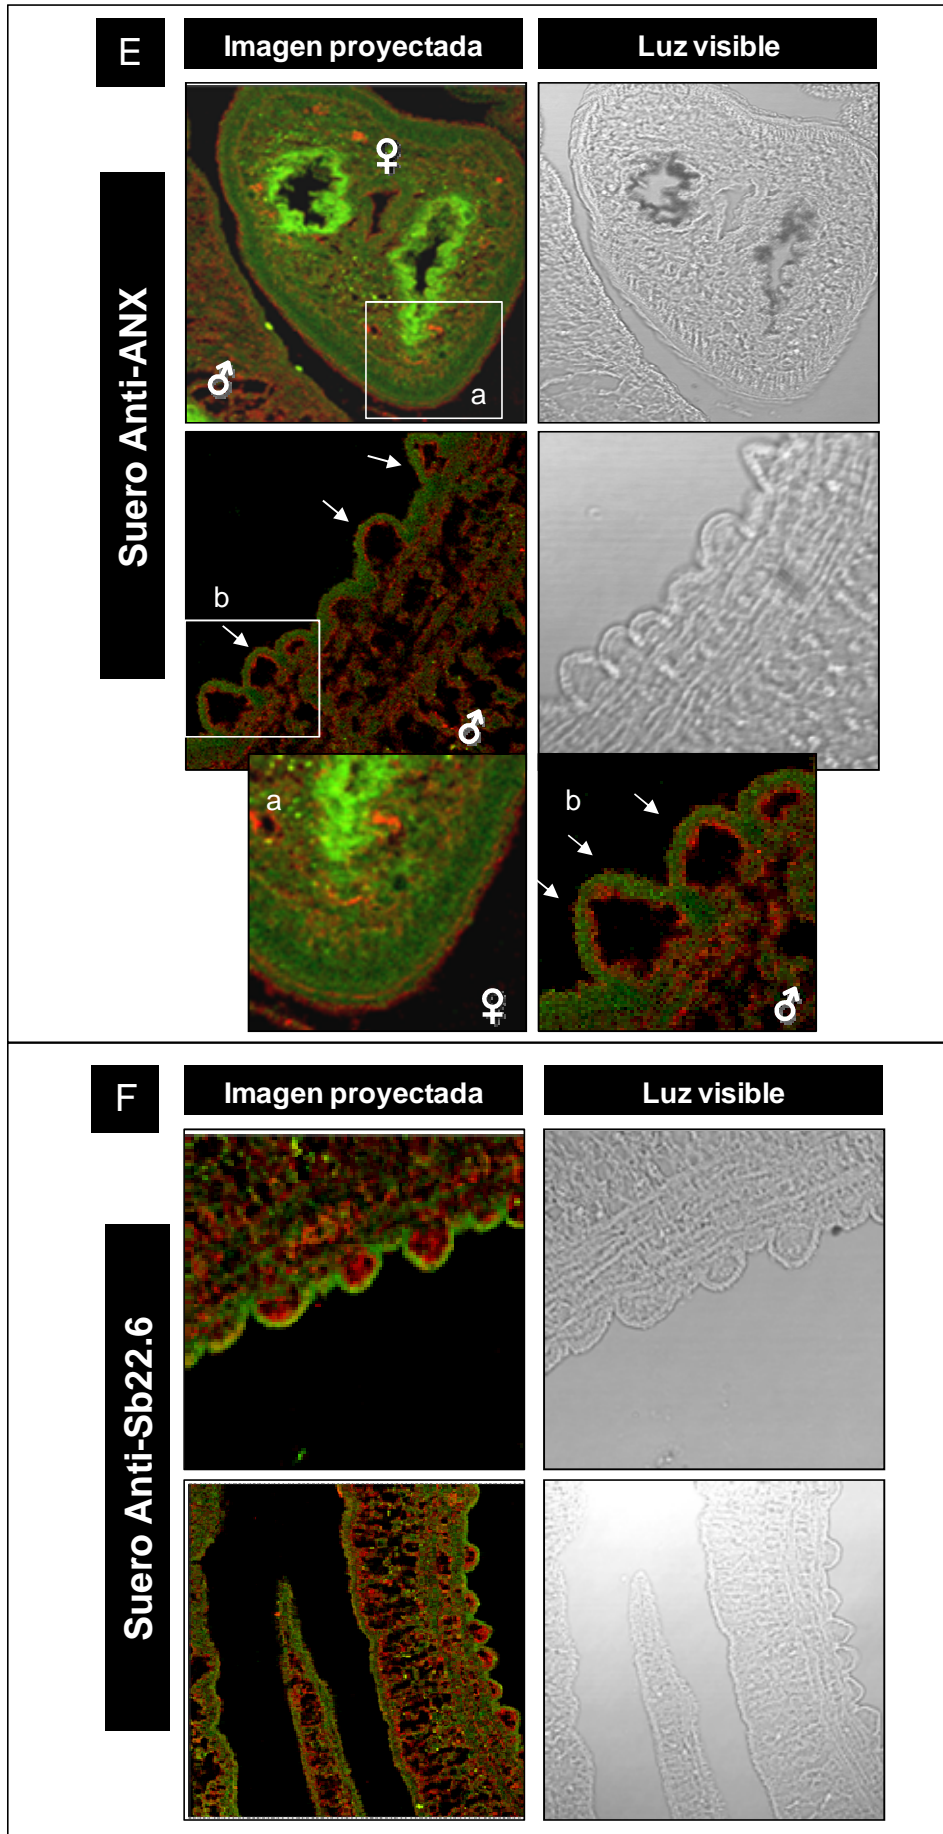 E
Imagen proyectada
Luz visible
Suero Anti-ANX
♀
♂
a
b
♂
a
♀
b
♂
F
Imagen proyectada
Luz visible
Suero Anti-Sb22.6